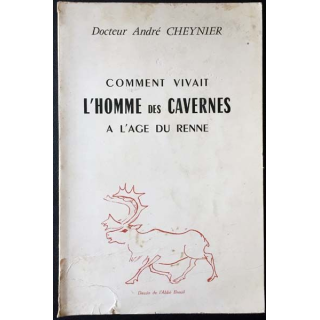 Docteur André CHEYNIER
COMMENT VIVAIT
L'HOMME DES CAVERNES
A L'AGE DU RENNE
Dessin de l'Abbé Breuil